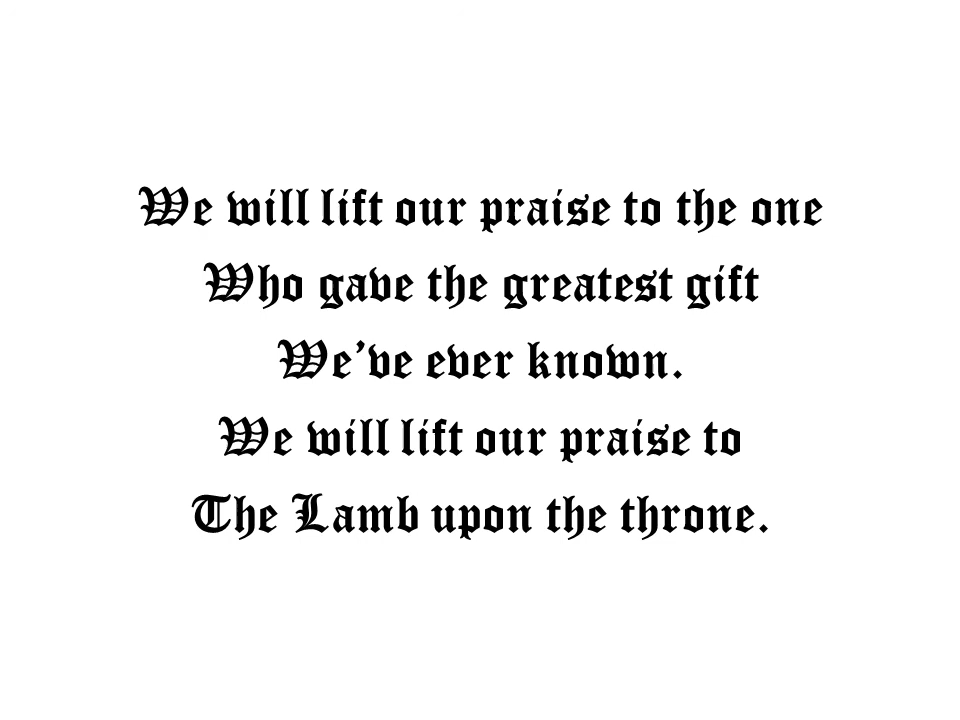 We will lift our praise to the one
Who gave the greatest gift
We’ve ever known.
We will lift our praise to
The Lamb upon the throne.